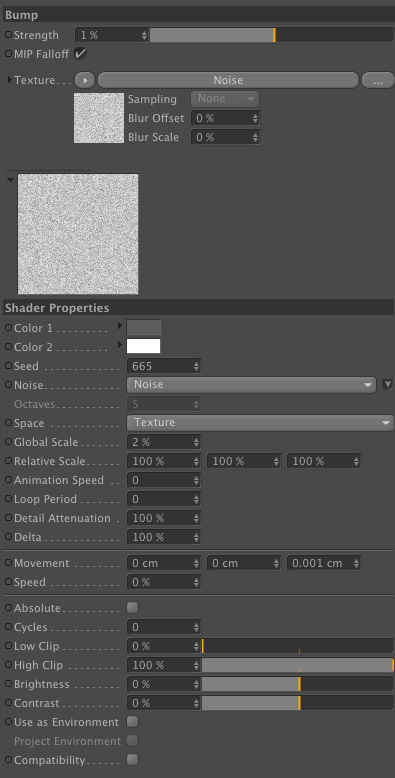 Bump
Strength 1 %
MIP Falloff
Texture. . . Noise ...
Sampling None
Blur Offset 0 %
Blur Scale 0 %
Shader Properties
Color 1 . . . . . . . . .
Color 2 . . . . . . . . .
Seed . . . . . . . . . . . 665
Noise. . . . . . . . . . . Noise
Octaves 5
Space . . . . . . . . . . Texture
Global Scale. . . . . . 2 %
Relative Scale. . . . . 100 % 100 % 100 %
Animation Speed . . 0
Loop Period . . . . . . 0
Detail Attenuation . 100 %
Delta . . . . . . . . . . . 100 %
Movement . . . . . . . 0 cm 0 cm 0.001 cm
Speed . . . . . . . . . . 0 %
Absolute. . . . . . . . .
Cycles. . . . . . . . . . 0
Low Clip . . . . . . . . 0 %
High Clip . . . . . . . . 100 %
Brightness. . . . . . . 0 %
Contrast . . . . . . . . 0 %
Use as Environment
Project Environment
Compatibility. . . . . .